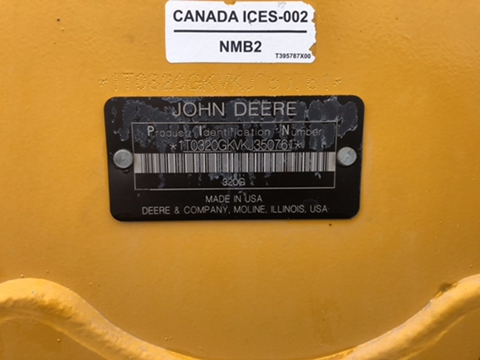 CANADA ICES-002
NMB2
T395787X00
JOHN DEERE
P I N
Product Identification Number
*1T0320GKVKJ350761*
320G
MADE IN USA
DEERE & COMPANY, MOLINE, ILLINOIS, USA